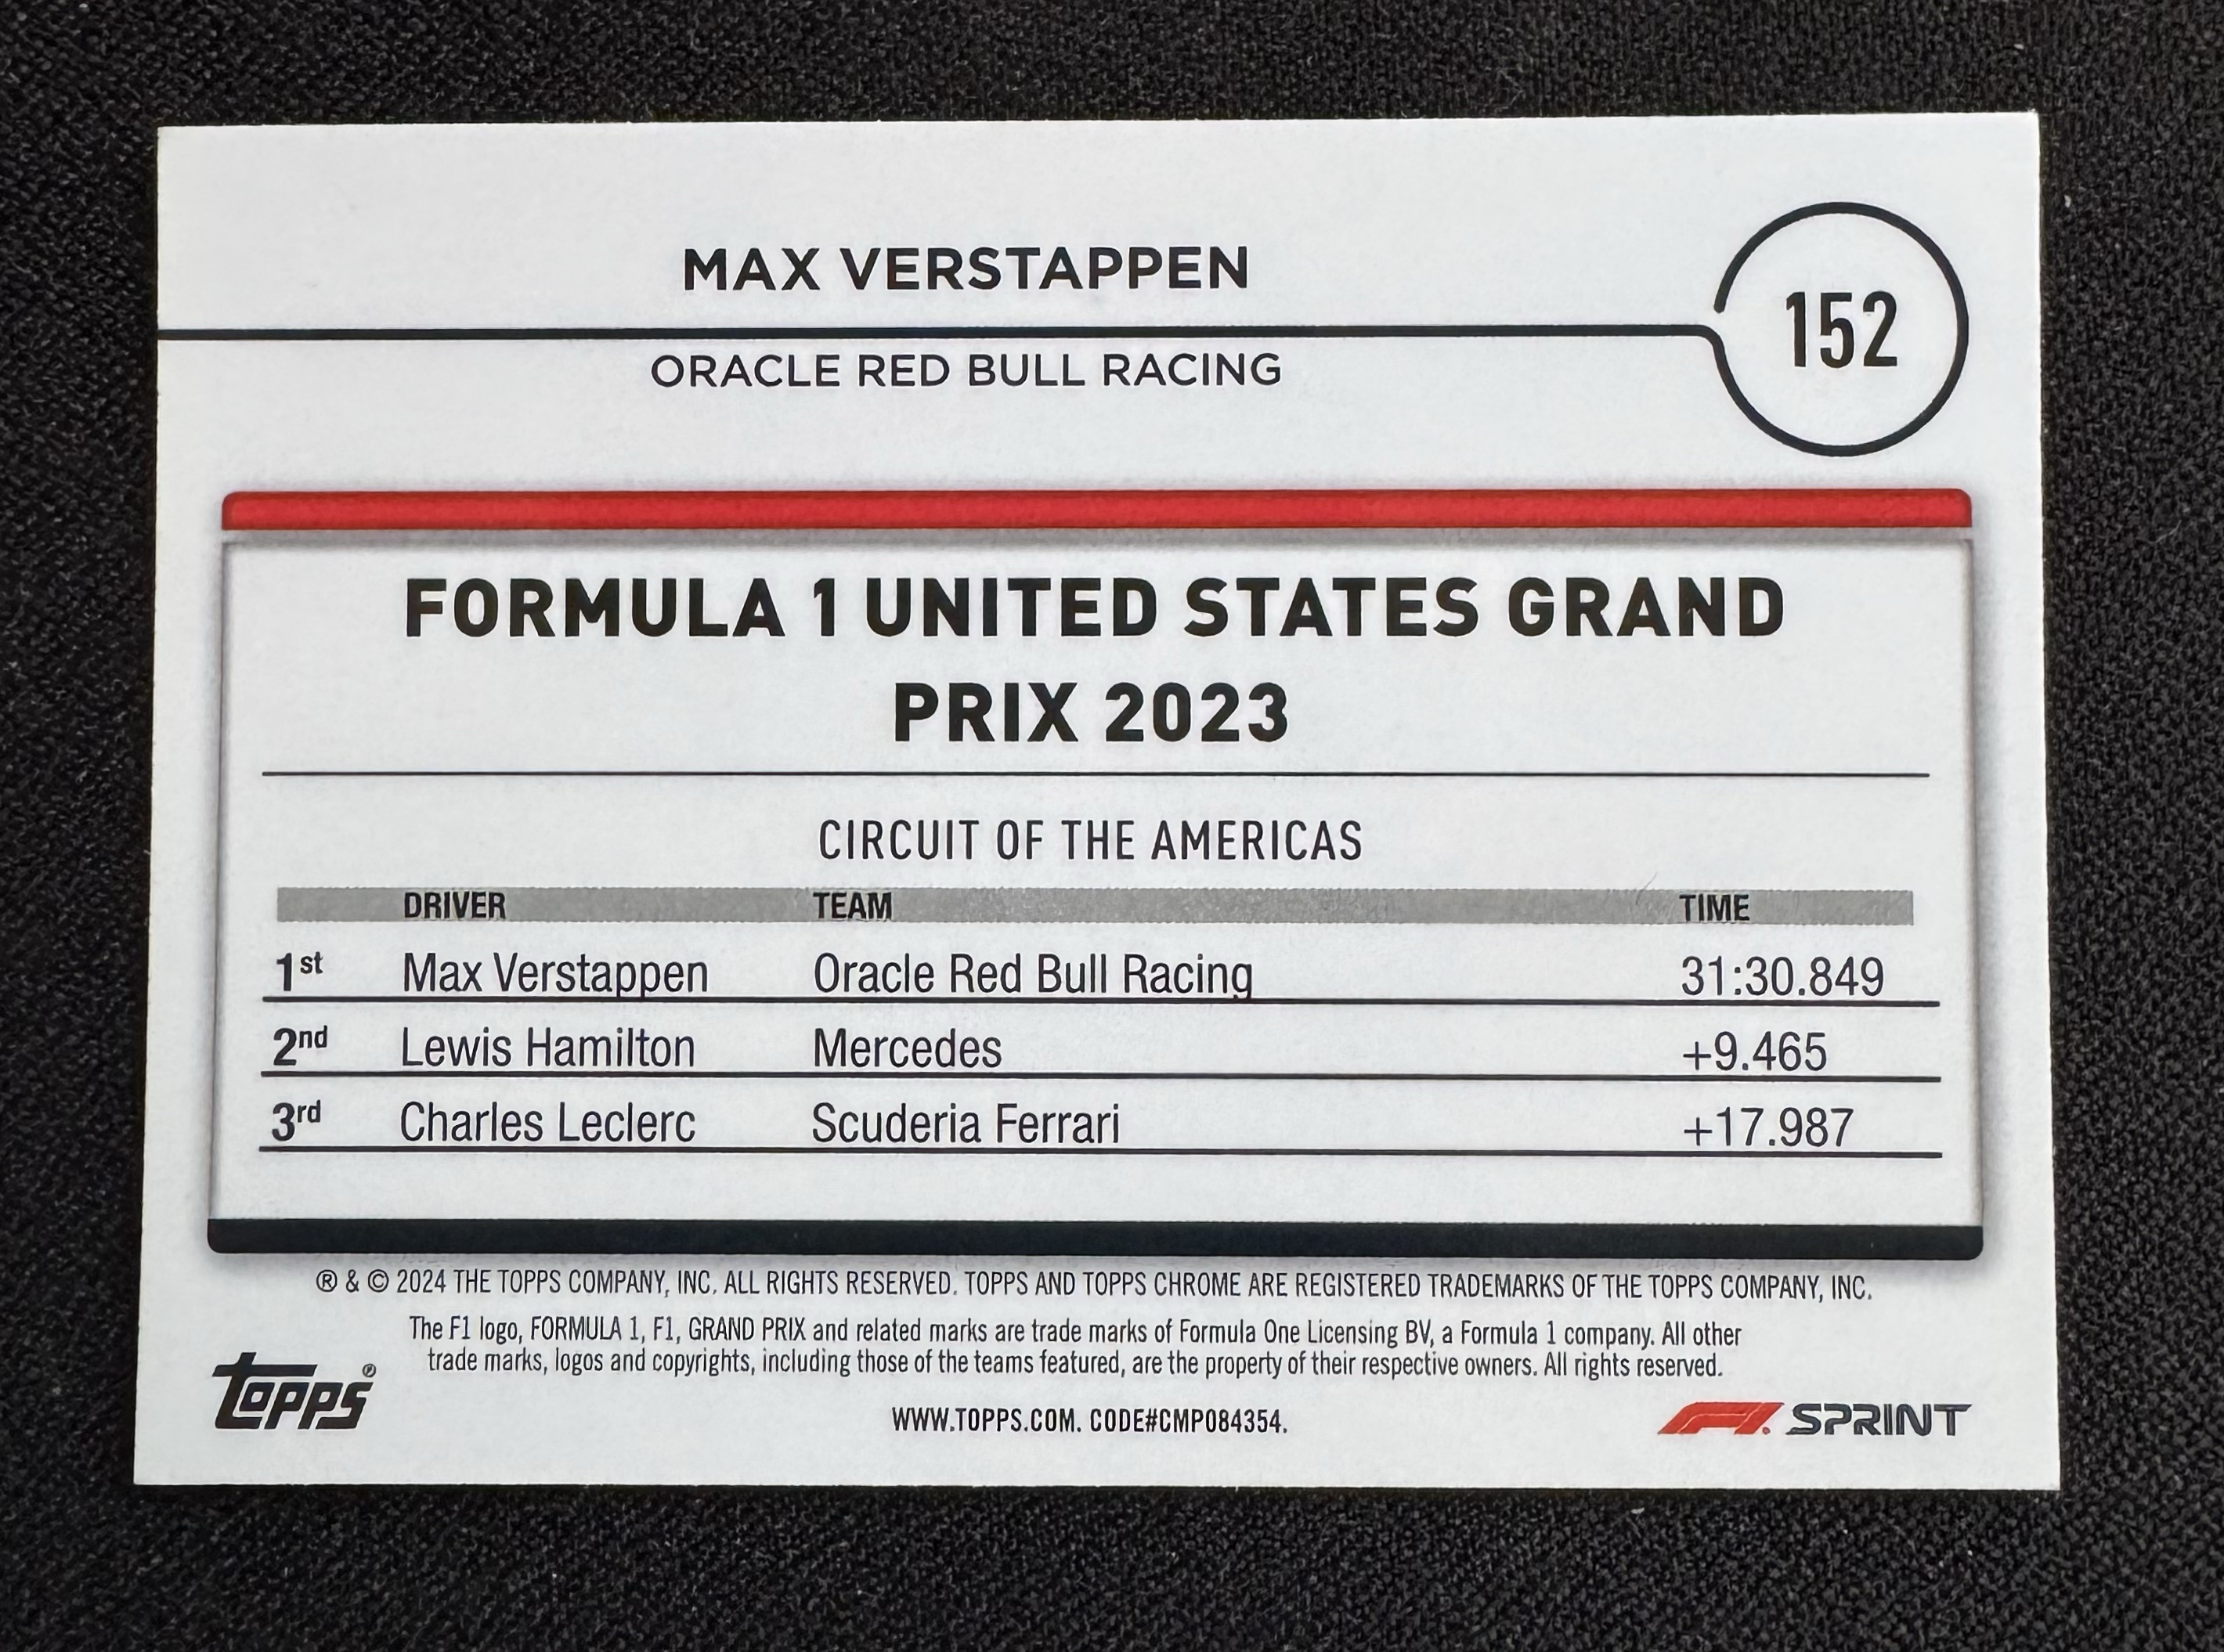 MAX VERSTAPPEN
152
ORACLE RED BULL RACING
FORMULA 1 UNITED STATES GRAND
PRIX 2023
CIRCUIT OF THE AMERICAS
DRIVER TEAM TIME
1st Max Verstappen Oracle Red Bull Racing 31:30.849
2nd Lewis Hamilton Mercedes +9.465
3rd Charles Leclerc Scuderia Ferrari +17.987
® & © 2024 THE TOPPS COMPANY, INC. ALL RIGHTS RESERVED. TOPPS AND TOPPS CHROME ARE REGISTERED TRADEMARKS OF THE TOPPS COMPANY, INC.
The F1 logo, FORMULA 1, F1, GRAND PRIX and related marks are trade marks of Formula One Licensing BV, a Formula 1 company. All other
trade marks, logos and copyrights, including those of the teams featured, are the property of their respective owners. All rights reserved.
topps®
WWW.TOPPS.COM. CODE#CMP084354.
F1 SPRINT